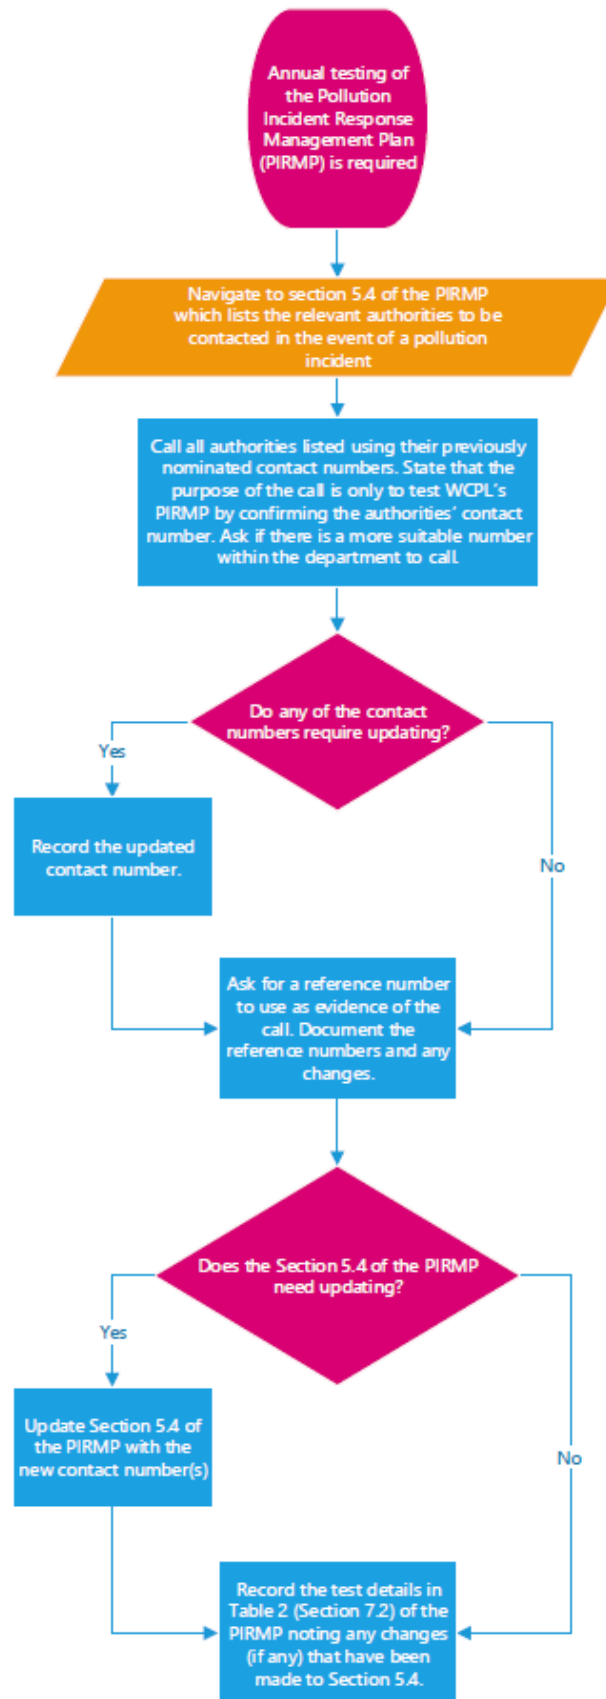 Annual testing of
the Pollution
Incident Response
Management Plan
(PIRMP) is required
Navigate to section 5.4 of the PIRMP
which lists the relevant authorities to be
contacted in the event of a pollution
incident
Call all authorities listed using their previously
nominated contact numbers. State that the
purpose of the call is only to test WCPL's
PIRMP by confirming the authorities' contact
number. Ask if there is a more suitable number
within the department to call.
Do any of the contact
numbers require updating?
Yes
Record the updated
contact number.
No
Ask for a reference number
to use as evidence of the
call. Document the
reference numbers and any
changes.
Does the Section 5.4 of the PIRMP
need updating?
Yes
Update Section 5.4 of
the PIRMP with the
new contact number(s)
No
Record the test details in
Table 2 (Section 7.2) of the
PIRMP noting any changes
(if any) that have been
made to Section 5.4.